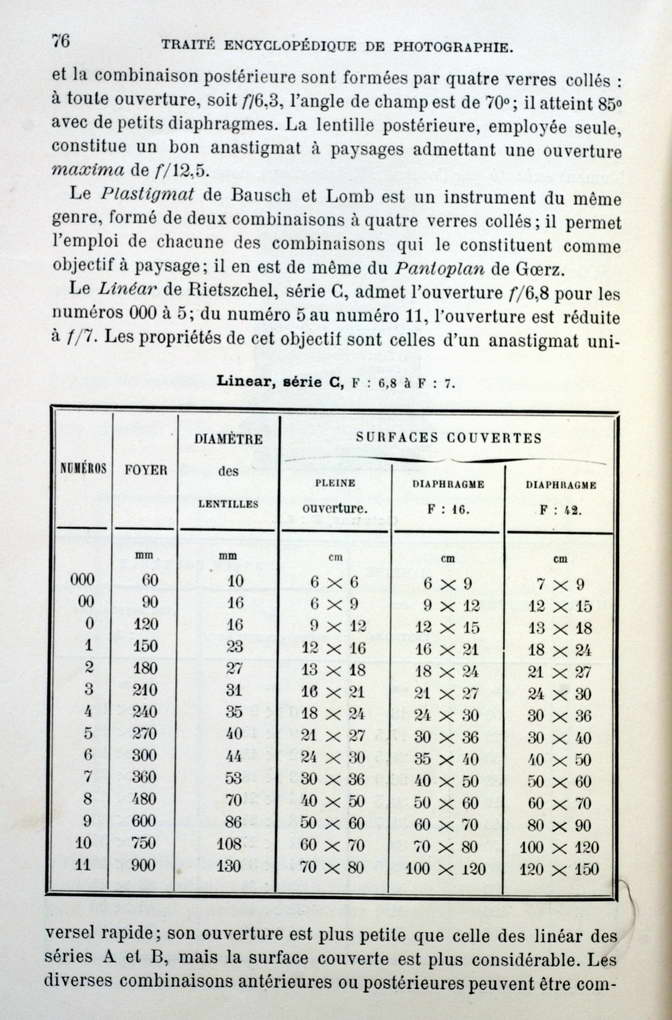 76
TRAITÉ ENCYCLOPÉDIQUE DE PHOTOGRAPHIE.
et la combinaison postérieure sont formées par quatre verres collés :
à toute ouverture, soit f/6,3, l'angle de champ est de 70°; il atteint 85°
avec de petits diaphragmes. La lentille postérieure, employée seule,
constitue un bon anastigmat à paysages admettant une ouverture
maxima de f/12,5.
Le Plastigmat de Bausch et Lomb est un instrument du même
genre, formé de deux combinaisons à quatre verres collés; il permet
l'emploi de chacune des combinaisons qui le constituent comme
objectif à paysage; il en est de même du Pantoplan de Gœrz.
Le Linéar de Rietszchel, série C, admet l'ouverture f/6,8 pour les
numéros 000 à 5; du numéro 5 au numéro 11, l'ouverture est réduite
à f/7. Les propriétés de cet objectif sont celles d'un anastigmat uni-
Linear, série C, F : 6,8 à F : 7.
NUMÉROS
FOYER
DIAMÈTRE
des
LENTILLES
SURFACES COUVERTES
PLEINE
ouverture.
DIAPHRAGME
F : 16.
DIAPHRAGME
F : 42.
mm mm cm cm cm
000 60 10 6 × 6 6 × 9 7 × 9
00 90 16 6 × 9 9 × 12 12 × 15
0 120 16 9 × 12 12 × 15 13 × 18
1 150 23 12 × 16 16 × 21 18 × 24
2 180 27 13 × 18 18 × 24 21 × 27
3 210 31 16 × 21 21 × 27 24 × 30
4 240 35 18 × 24 24 × 30 30 × 36
5 270 40 21 × 27 30 × 36 30 × 40
6 300 44 24 × 30 35 × 40 40 × 50
7 360 53 30 × 36 40 × 50 50 × 60
8 480 70 40 × 50 50 × 60 60 × 70
9 600 86 50 × 60 60 × 70 80 × 90
10 750 108 60 × 70 70 × 80 100 × 120
11 900 130 70 × 80 100 × 120 120 × 150
versel rapide; son ouverture est plus petite que celle des linéar des
séries A et B, mais la surface couverte est plus considérable. Les
diverses combinaisons antérieures ou postérieures peuvent être com-